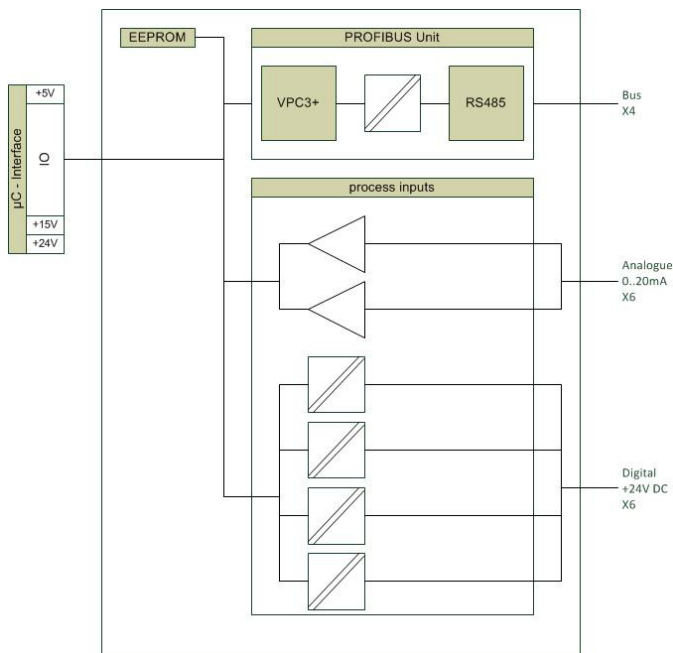 EEPROM
PROFIBUS Unit
VPC3+
RS485
Bus
X4
µC - Interface
+5V
IO
+15V
+24V
process inputs
Analogue
0..20mA
X6
Digital
+24V DC
X6